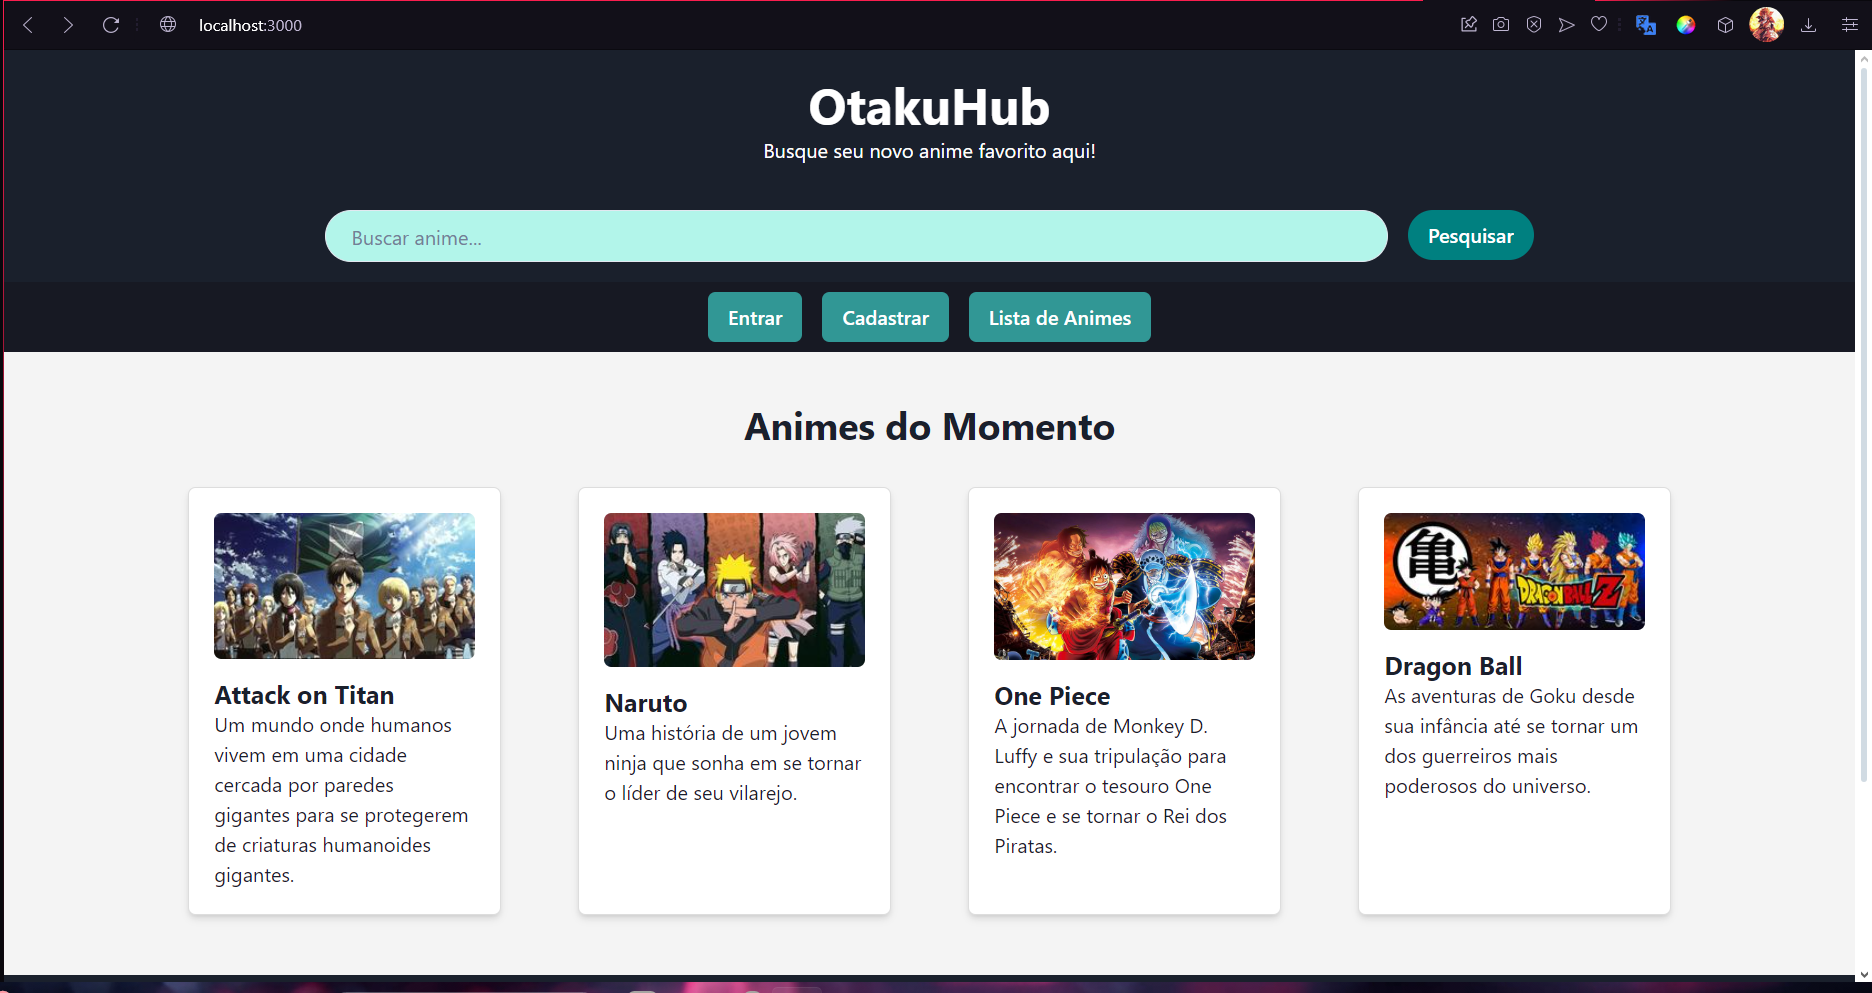 localhost:3000
OtakuHub
Busque seu novo anime favorito aqui!
Buscar anime...
Pesquisar
Entrar
Cadastrar
Lista de Animes
Animes do Momento
Attack on Titan
Um mundo onde humanos
vivem em uma cidade
cercada por paredes
gigantes para se protegerem
de criaturas humanoides
gigantes.
Naruto
Uma história de um jovem
ninja que sonha em se tornar
o líder de seu vilarejo.
One Piece
A jornada de Monkey D.
Luffy e sua tripulação para
encontrar o tesouro One
Piece e se tornar o Rei dos
Piratas.
亀
DRAGON BALL Z
Dragon Ball
As aventuras de Goku desde
sua infância até se tornar um
dos guerreiros mais
poderosos do universo.